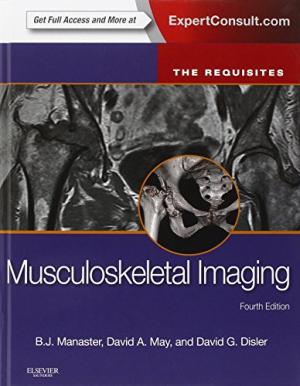 Get Full Access and More at
ExpertConsult.com
THE REQUISITES
Musculoskeletal Imaging
Fourth Edition
B.J. Manaster, David A. May, and David G. Disler
ELSEVIER
SAUNDERS